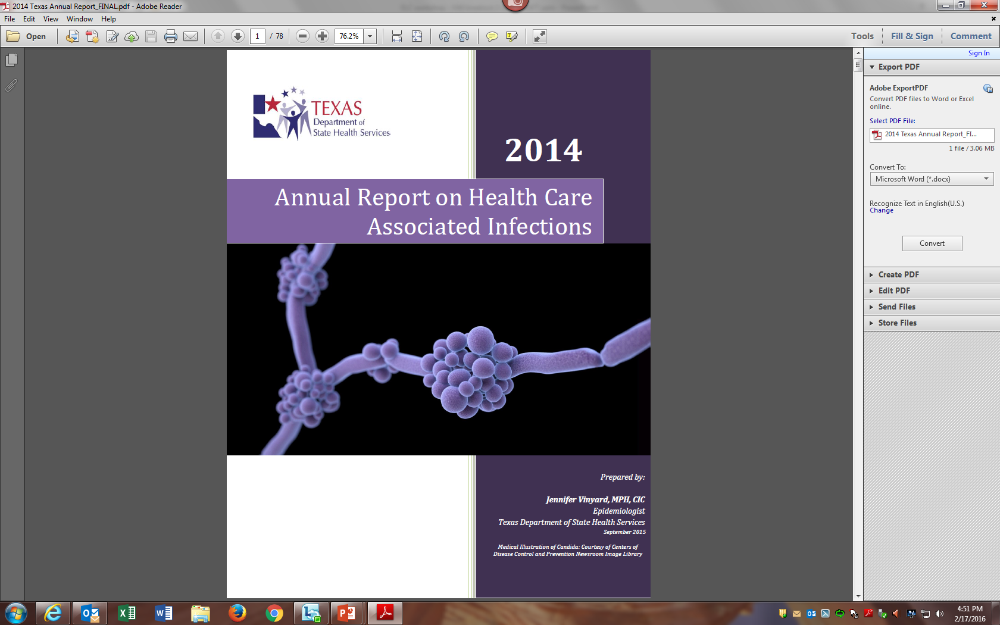 2014 Texas Annual Report_FINAL.pdf - Adobe Reader
File Edit View Window Help
Open 1 / 78 76.2% Tools Fill & Sign Comment
Sign In
Export PDF
Adobe ExportPDF
Convert PDF files to Word or Excel
online.
Select PDF File:
2014 Texas Annual Report_FI...
1 file / 3.06 MB
Convert To:
Microsoft Word (*.docx)
Recognize Text in English(U.S.)
Change
Convert
Create PDF
Edit PDF
Send Files
Store Files
TEXAS
Department of
State Health Services
2014
Annual Report on Health Care
Associated Infections
Prepared by:
Jennifer Vinyard, MPH, CIC
Epidemiologist
Texas Department of State Health Services
September 2015
Medical Illustration of Candida: Courtesy of Centers of
Disease Control and Prevention Newsroom Image Library
4:51 PM
2/17/2016